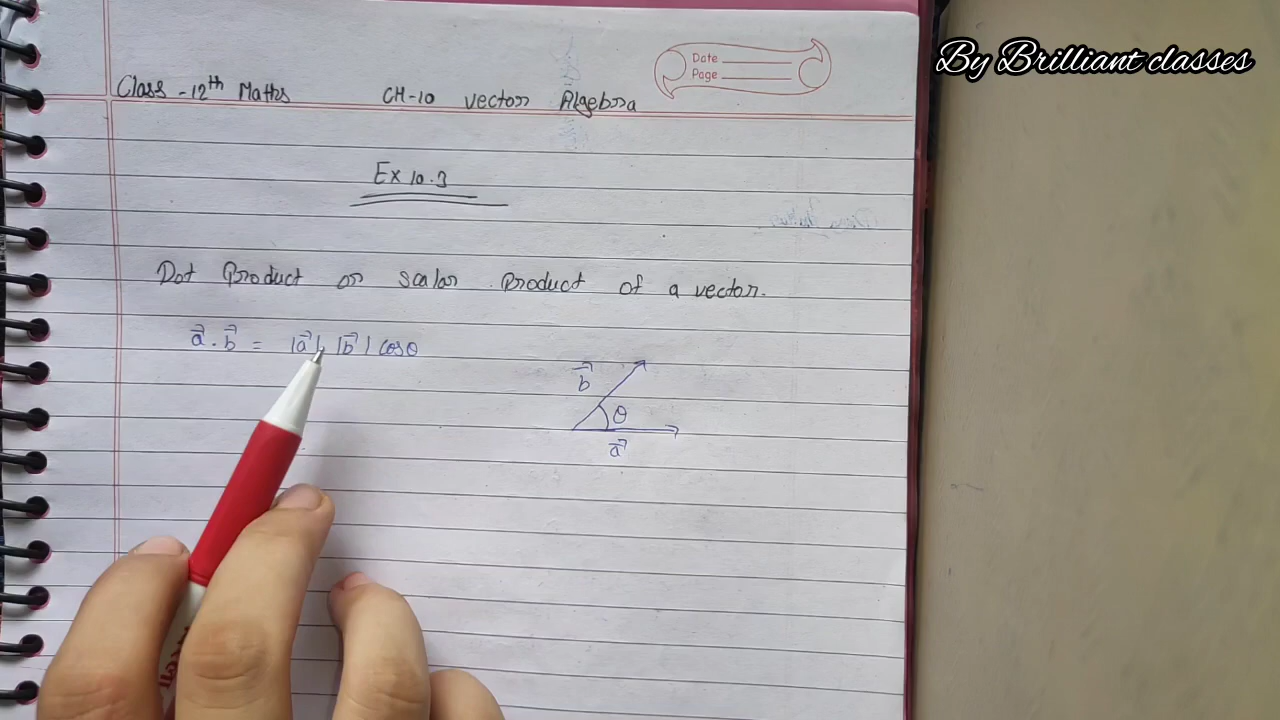 By Brilliant classes
Date
Page
Class - 12th Maths CH-10 vector Algebra
Ex 10.3
Dot Product or scalar Product of a vector.
a⃗ . b⃗ = |a⃗|. |b⃗| cosθ
b⃗
θ
a⃗